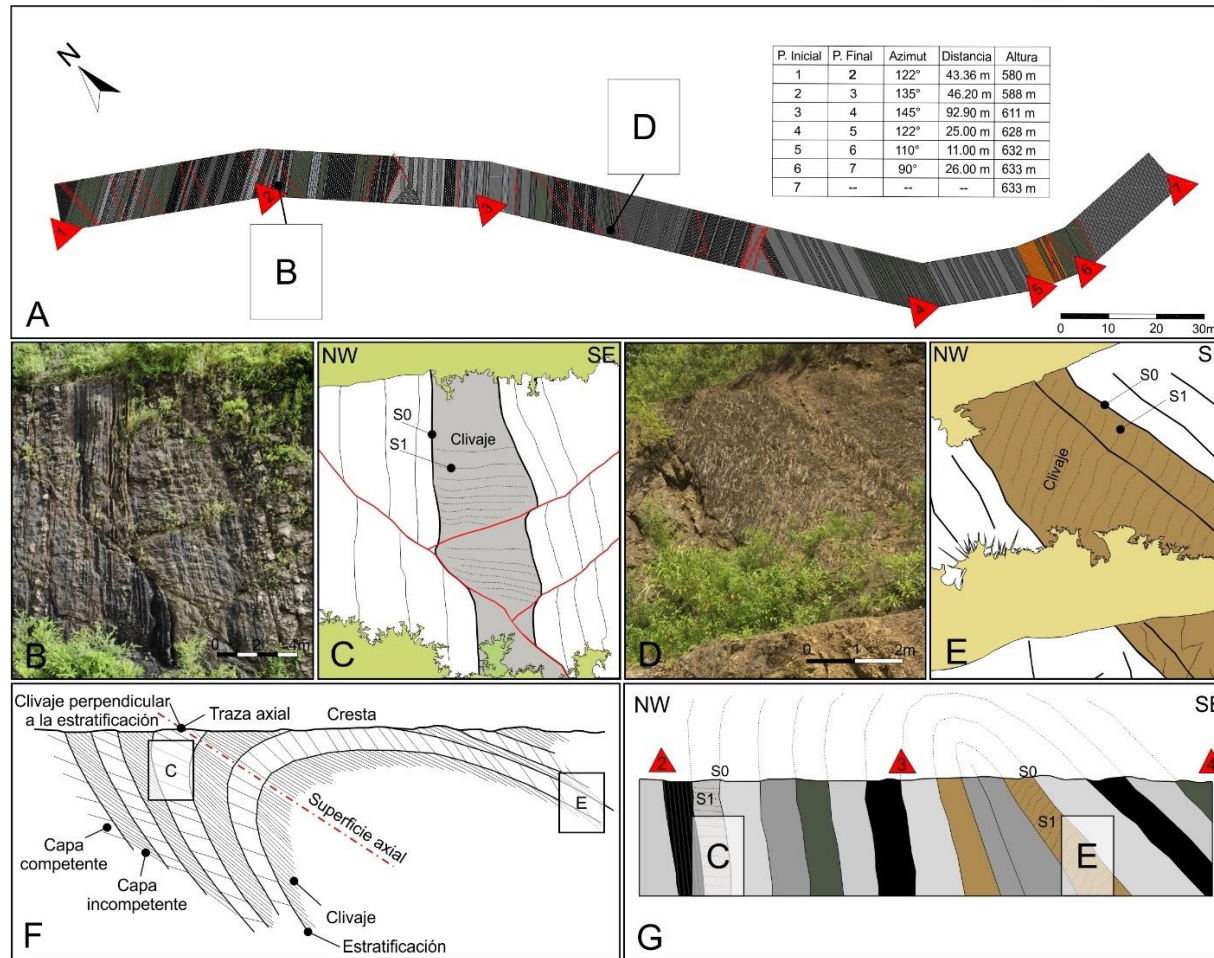 N
P. Inicial P. Final Azimut Distancia Altura
1 2 122° 43.36 m 580 m
2 3 135° 46.20 m 588 m
3 4 145° 92.90 m 611 m
4 5 122° 25.00 m 628 m
5 6 110° 11.00 m 632 m
6 7 90° 26.00 m 633 m
7 -- -- -- 633 m
D
B
1
2
3
4
5
6
7
0 10 20 30m
A
B
0 2 4m
NW SE
S0
S1
Clivaje
C
D
0 1 2m
NW S
S0
S1
Clivaje
E
Clivaje perpendicular
a la estratificación
Traza axial
Cresta
C
E
Superficie axial
Capa
competente
Capa
incompetente
Clivaje
Estratificación
F
NW SE
2 3 4
S0 S0
S1 S1
C E
G